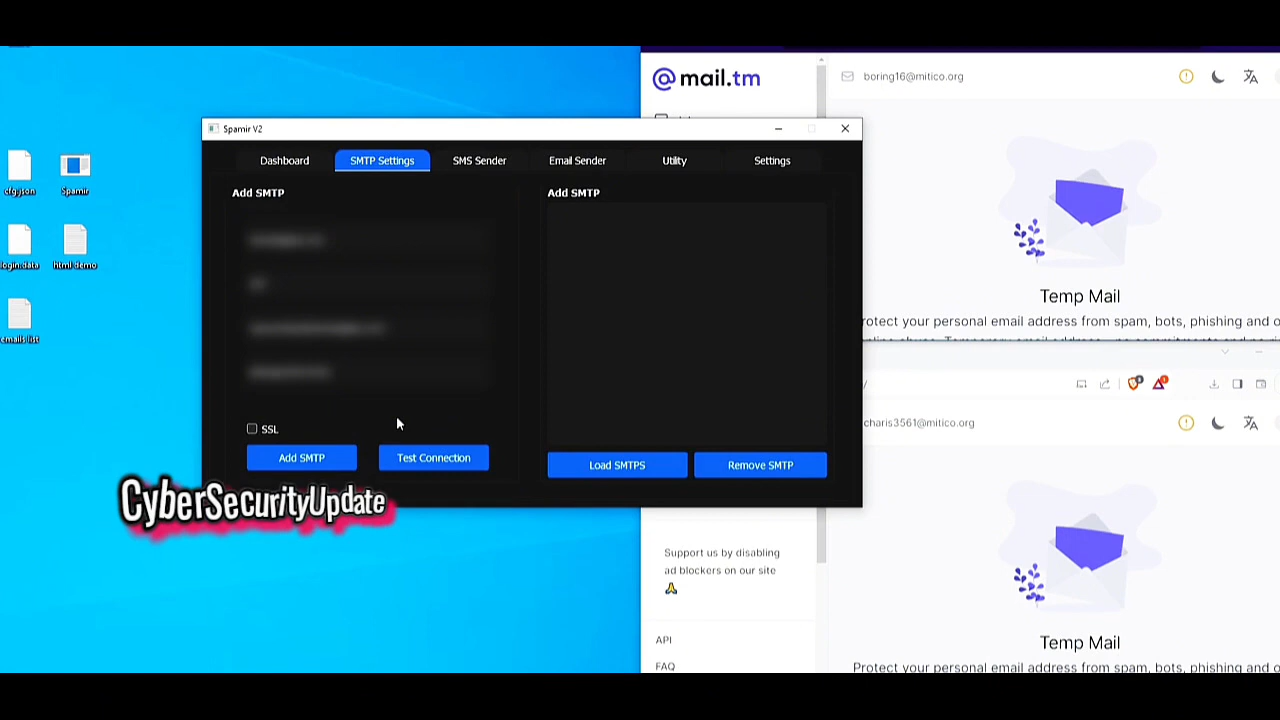 Spamir V2
Dashboard
SMTP Settings
SMS Sender
Email Sender
Utility
Settings
Add SMTP
SSL
Add SMTP
Test Connection
Add SMTP
Load SMTPS
Remove SMTP
cfg.json
Spamir
login.data
html demo
emails list
CyberSecurityUpdate
mail.tm
boring16@mitico.org
Temp Mail
rotect your personal email address from spam, bots, phishing and o
/
charis3561@mitico.org
Temp Mail
Protect your personal email address from spam, bots, phishing and o
Support us by disabling
ad blockers on our site
API
FAQ